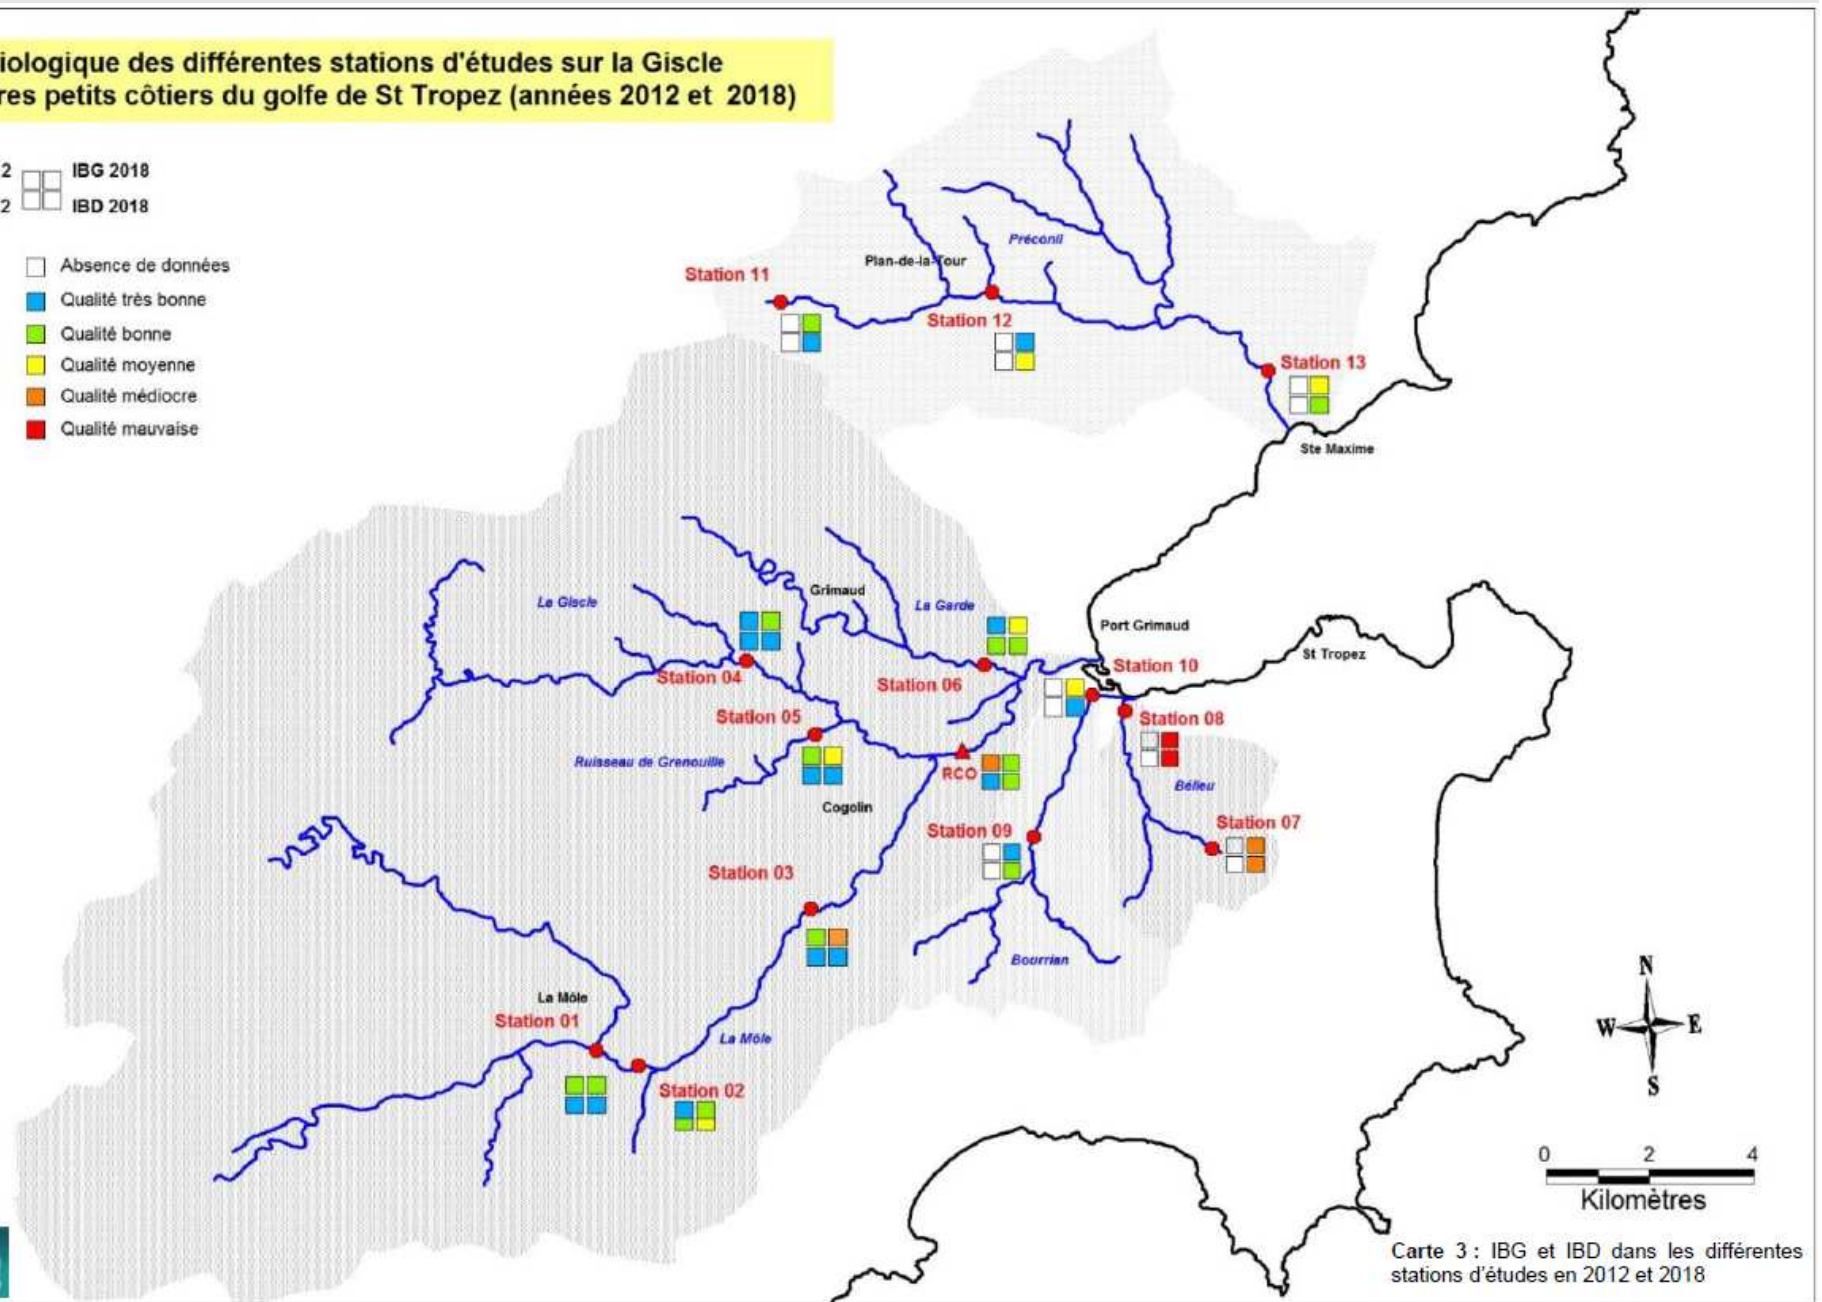 iologique des différentes stations d'études sur la Giscle
res petits côtiers du golfe de St Tropez (années 2012 et 2018)
2 IBG 2018
2 IBD 2018
Absence de données
Qualité très bonne
Qualité bonne
Qualité moyenne
Qualité médiocre
Qualité mauvaise
Préconil
Plan-de-la-Tour
Station 11
Station 12
Station 13
Ste Maxime
Grimaud
La Giscle
La Garde
Port Grimaud
St Tropez
Station 10
Station 04
Station 06
Station 05
Station 08
Ruisseau de Grenouille
RCO
Bélieu
Cogolin
Station 07
Station 09
Station 03
Bourrian
La Môle
Station 01
La Môle
Station 02
N
W E
S
0 2 4
Kilomètres
Carte 3 : IBG et IBD dans les différentes
stations d'études en 2012 et 2018